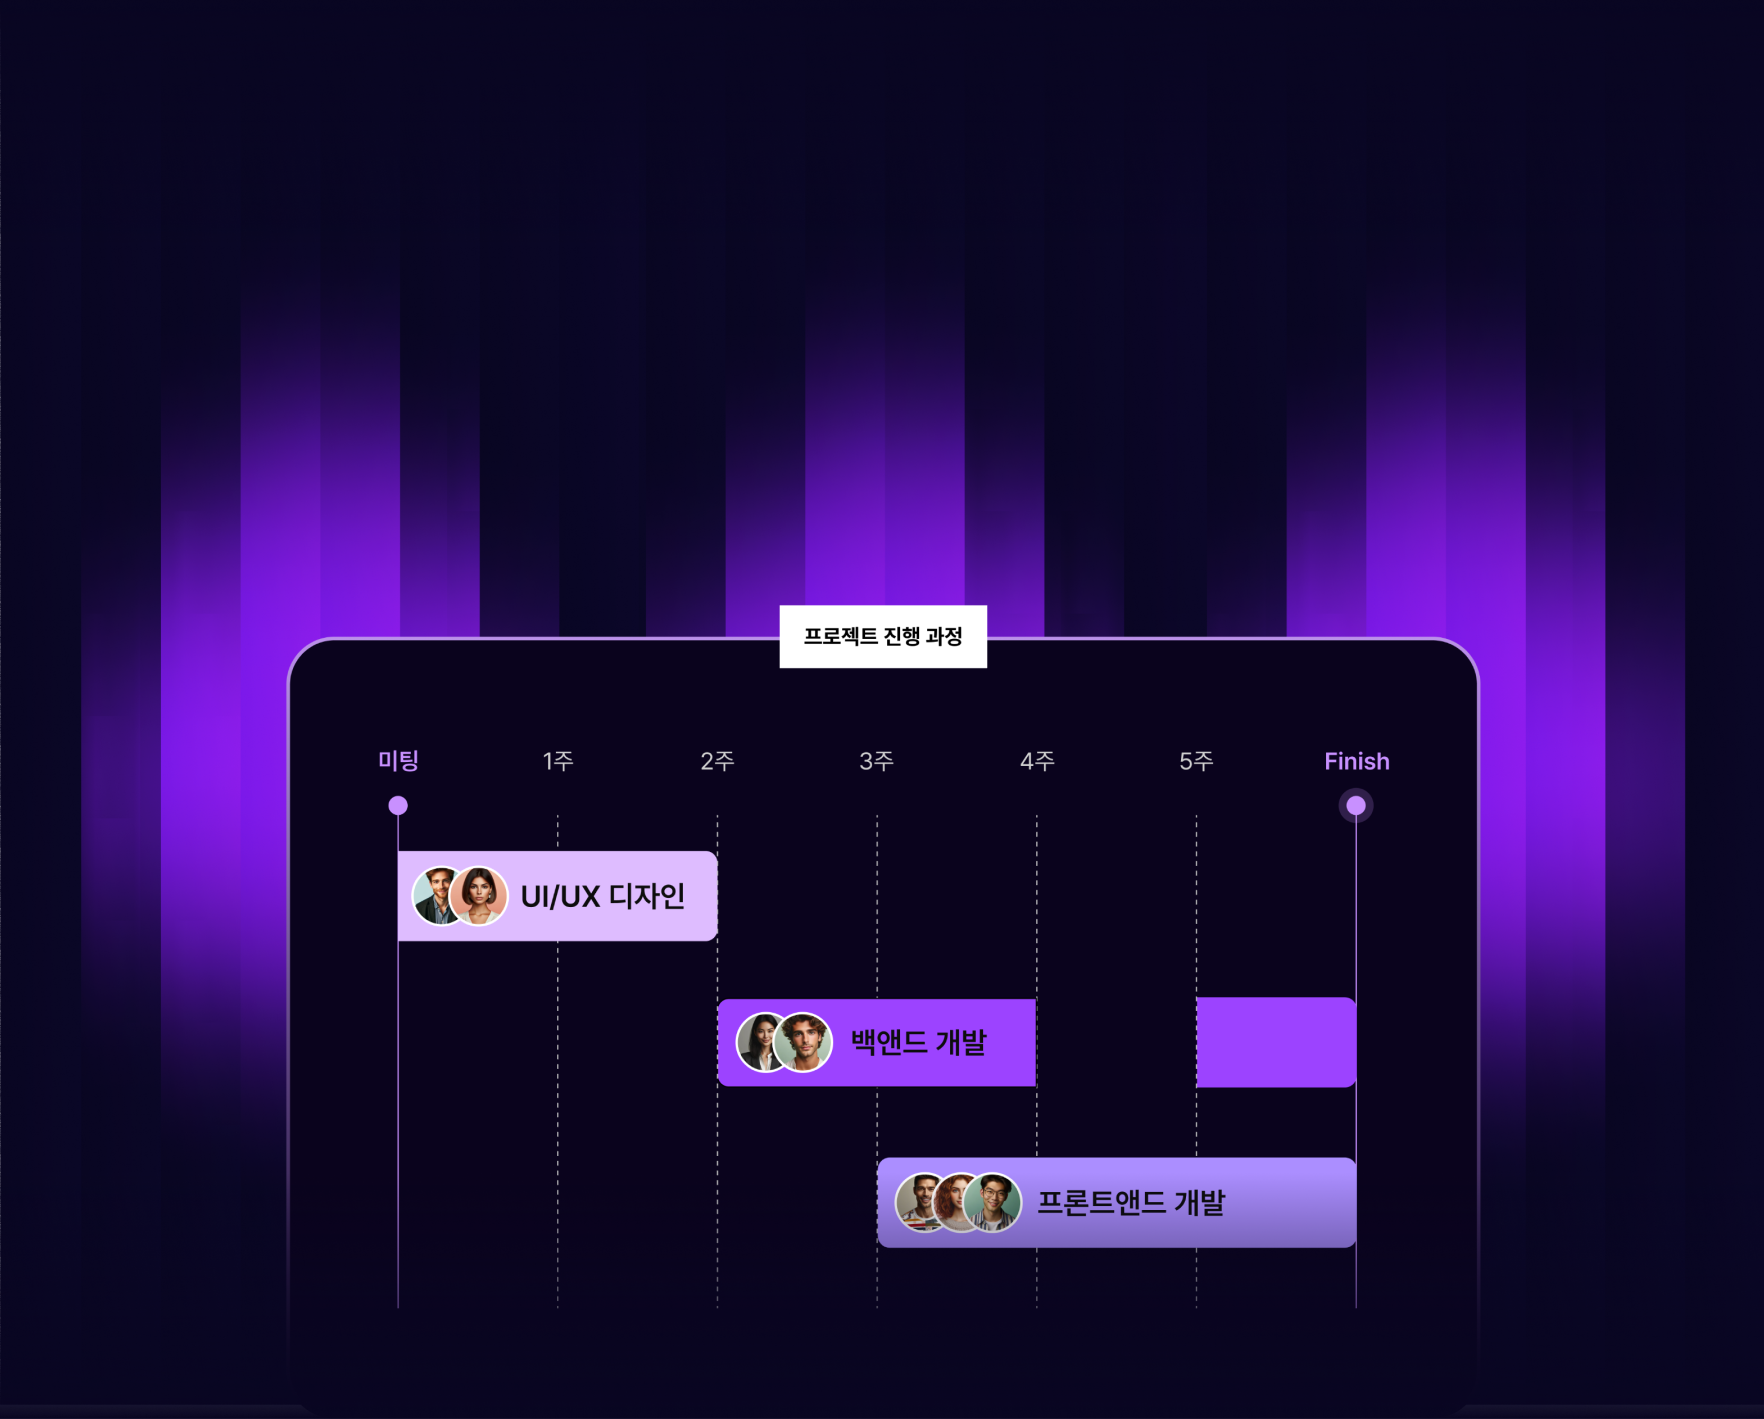 프로젝트 진행 과정
미팅
1주
2주
3주
4주
5주
Finish
UI/UX 디자인
백앤드 개발
프론트앤드 개발